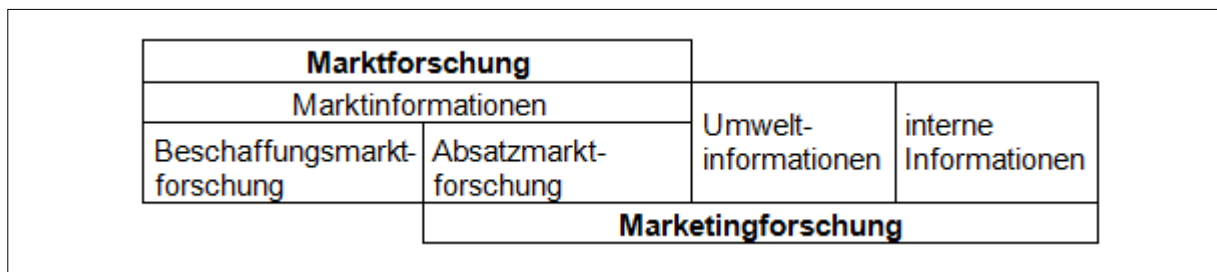 Marktforschung
Marktinformationen
Beschaffungsmarkt-
forschung
Absatzmarkt-
forschung
Umwelt-
informationen
interne
Informationen
Marketingforschung